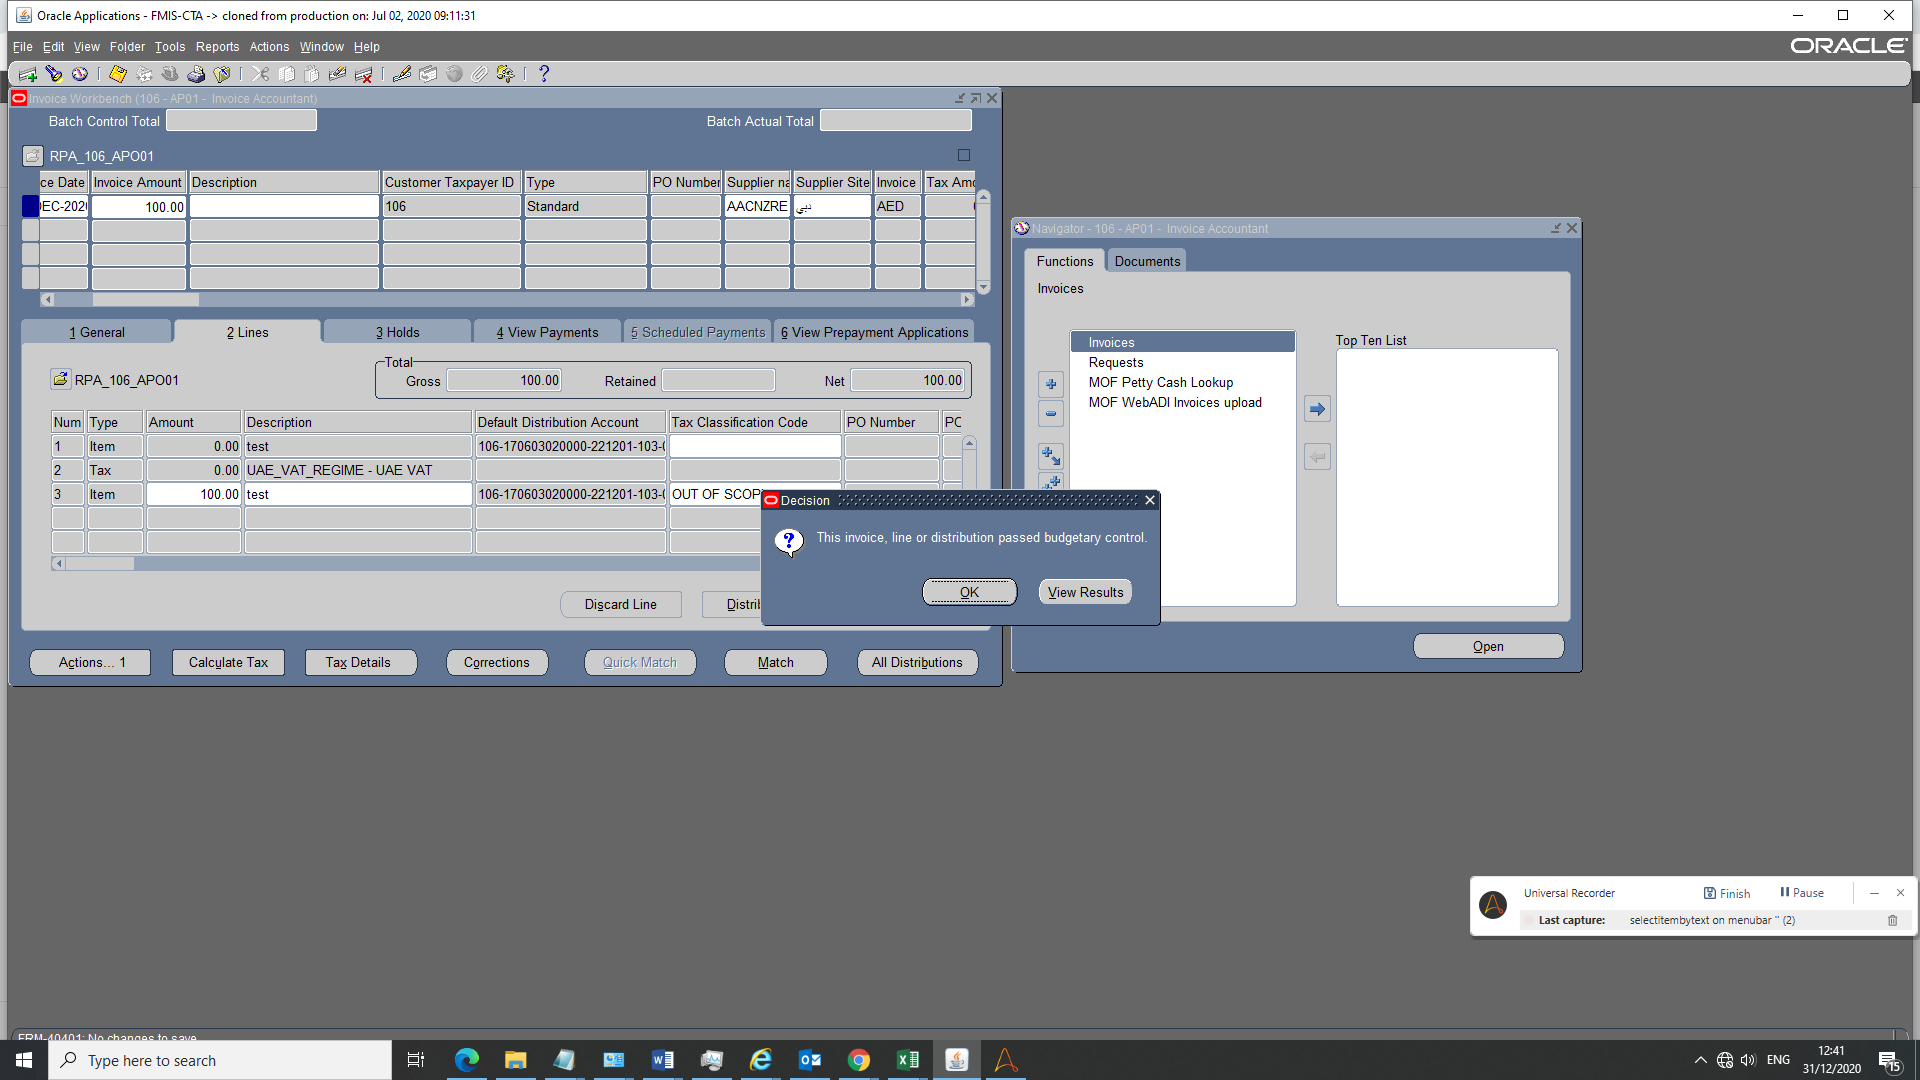 Oracle Applications - FMIS-CTA -> cloned from production on: Jul 02, 2020 09:11:31
File Edit View Folder Tools Reports Actions Window Help
ORACLE
Invoice Workbench (106 - AP01 - Invoice Accountant)
Batch Control Total
Batch Actual Total
RPA_106_APO01
ce Date Invoice Amount Description Customer Taxpayer ID Type PO Number Supplier na Supplier Site Invoice Tax Amo
DEC-202 100.00 106 Standard AACNZRE دبي AED
1 General 2 Lines 3 Holds 4 View Payments 5 Scheduled Payments 6 View Prepayment Applications
RPA_106_APO01
Total
Gross 100.00 Retained Net 100.00
Num Type Amount Description Default Distribution Account Tax Classification Code PO Number PO
1 Item 0.00 test 106-170603020000-221201-103-0
2 Tax 0.00 UAE_VAT_REGIME - UAE VAT
3 Item 100.00 test 106-170603020000-221201-103-0 OUT OF SCOP
Discard Line Distrib
Actions... 1 Calculate Tax Tax Details Corrections Quick Match Match All Distributions
Decision
This invoice, line or distribution passed budgetary control.
OK View Results
Navigator - 106 - AP01 - Invoice Accountant
Functions Documents
Invoices
Invoices
Requests
MOF Petty Cash Lookup
MOF WebADI Invoices upload
Top Ten List
Open
Universal Recorder Finish Pause
Last capture: selectitembytext on menubar '' (2)
FRM-40401: No changes to save
Type here to search
ENG
12:41
31/12/2020
15